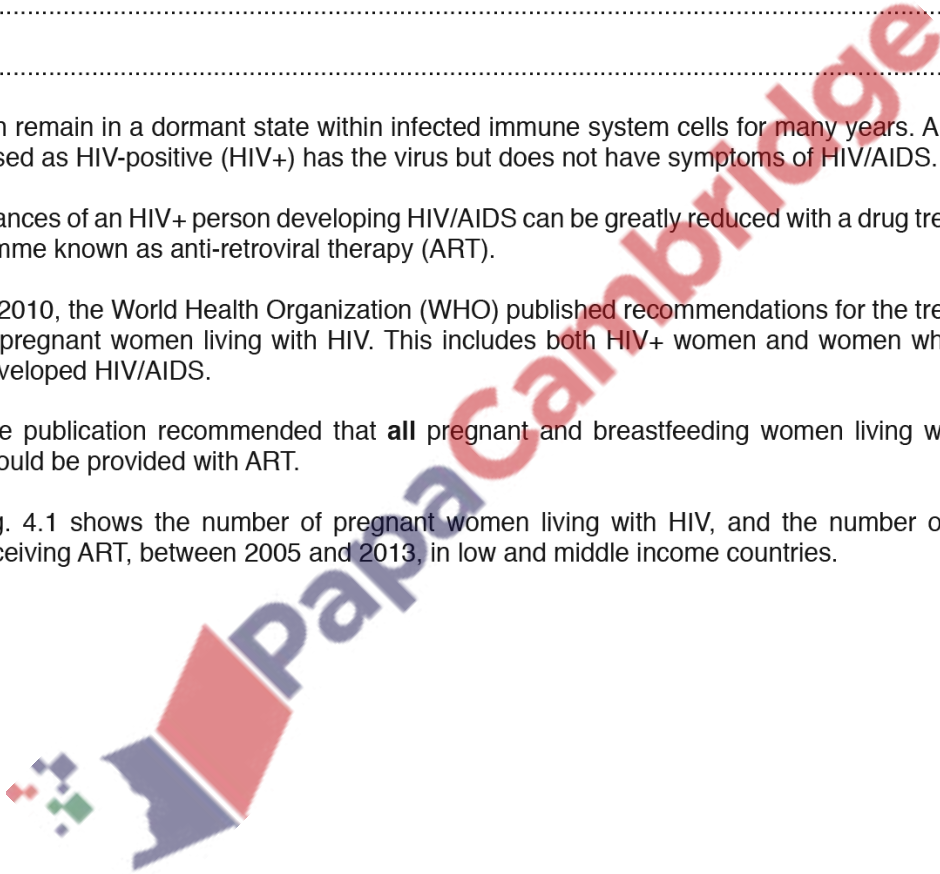 n remain in a dormant state within infected immune system cells for many years. A
sed as HIV-positive (HIV+) has the virus but does not have symptoms of HIV/AIDS.
ances of an HIV+ person developing HIV/AIDS can be greatly reduced with a drug tre
mme known as anti-retroviral therapy (ART).
2010, the World Health Organization (WHO) published recommendations for the tre
pregnant women living with HIV. This includes both HIV+ women and women wh
veloped HIV/AIDS.
e publication recommended that all pregnant and breastfeeding women living w
ould be provided with ART.
g. 4.1 shows the number of pregnant women living with HIV, and the number o
ceiving ART, between 2005 and 2013, in low and middle income countries.
PapaCambridge